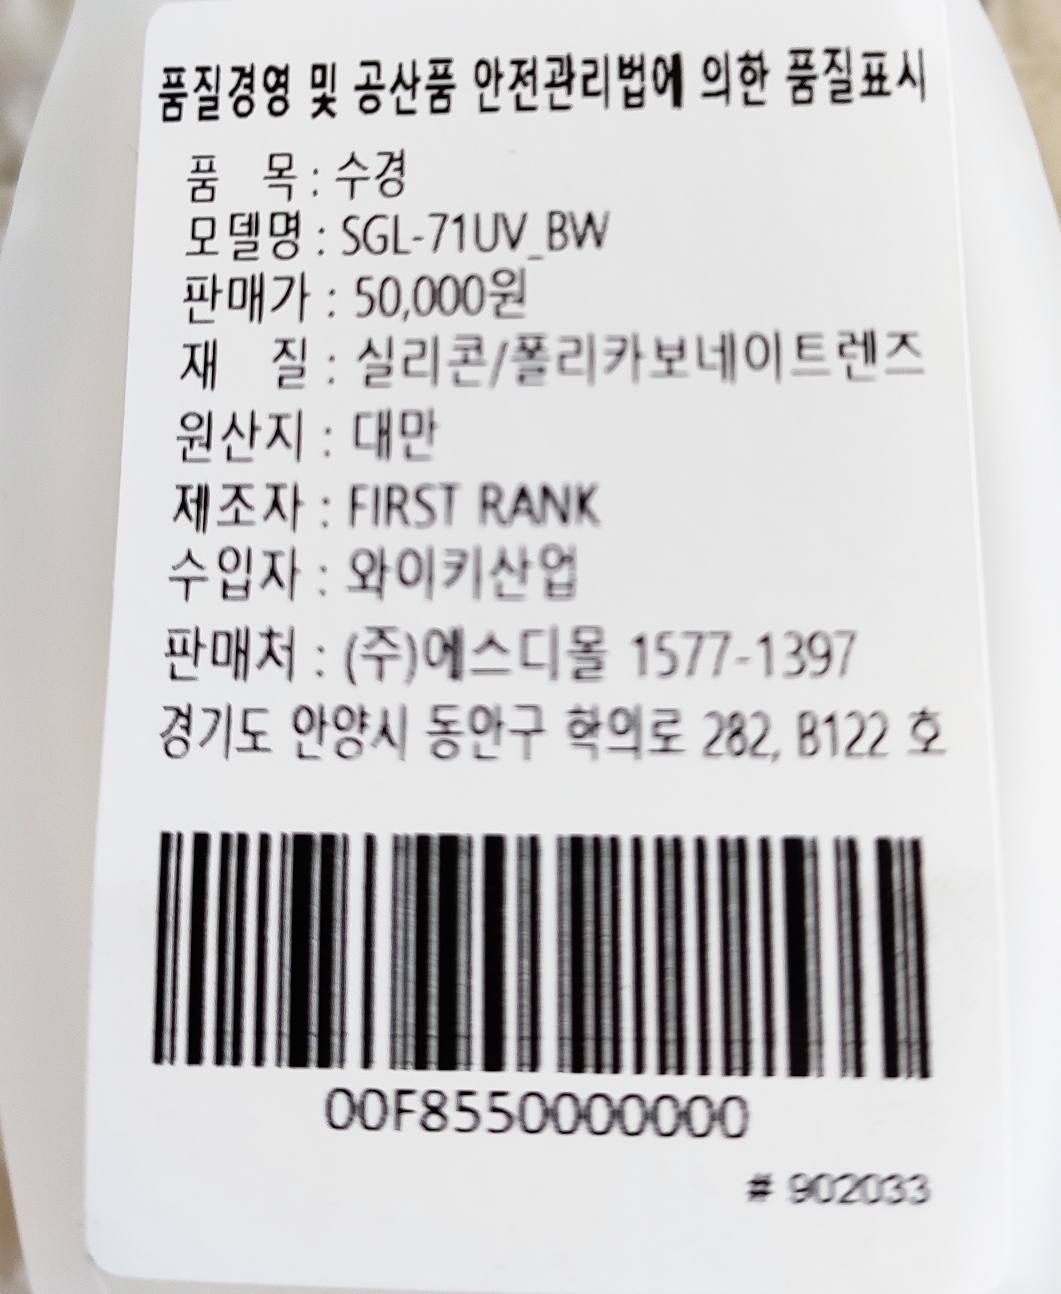 품질경영 및 공산품 안전관리법에 의한 품질표시
품 목 : 수경
모델명 : SGL-71UV_BW
판매가 : 50,000원
재 질 : 실리콘/폴리카보네이트렌즈
원산지 : 대만
제조자 : FIRST RANK
수입자 : 와이키산업
판매처 : (주)에스디몰 1577-1397
경기도 안양시 동안구 학의로 282, B122 호
00F8550000000
# 902033